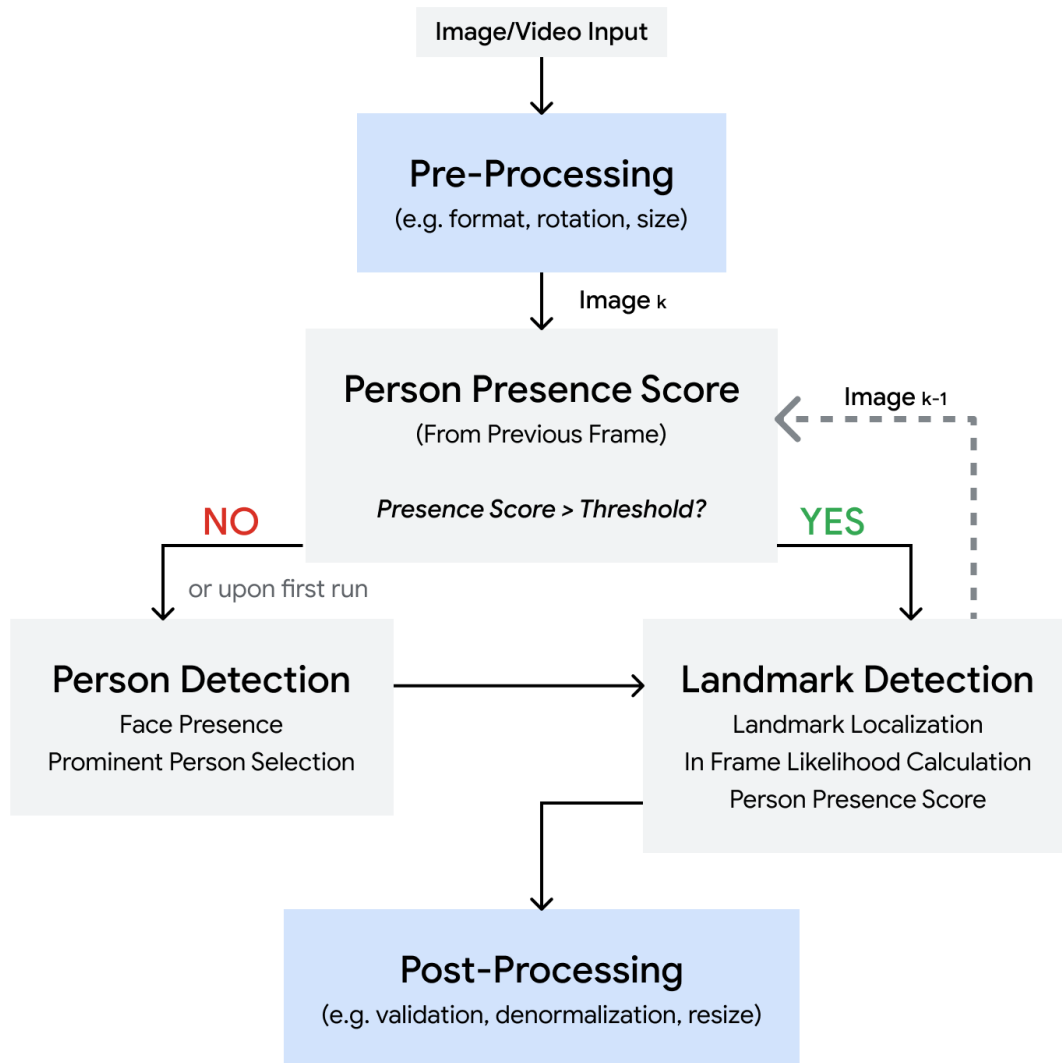 Image/Video Input
Pre-Processing
(e.g. format, rotation, size)
Image k
Person Presence Score
(From Previous Frame)
Presence Score > Threshold?
Image k-1
NO
YES
or upon first run
Person Detection
Face Presence
Prominent Person Selection
Landmark Detection
Landmark Localization
In Frame Likelihood Calculation
Person Presence Score
Post-Processing
(e.g. validation, denormalization, resize)